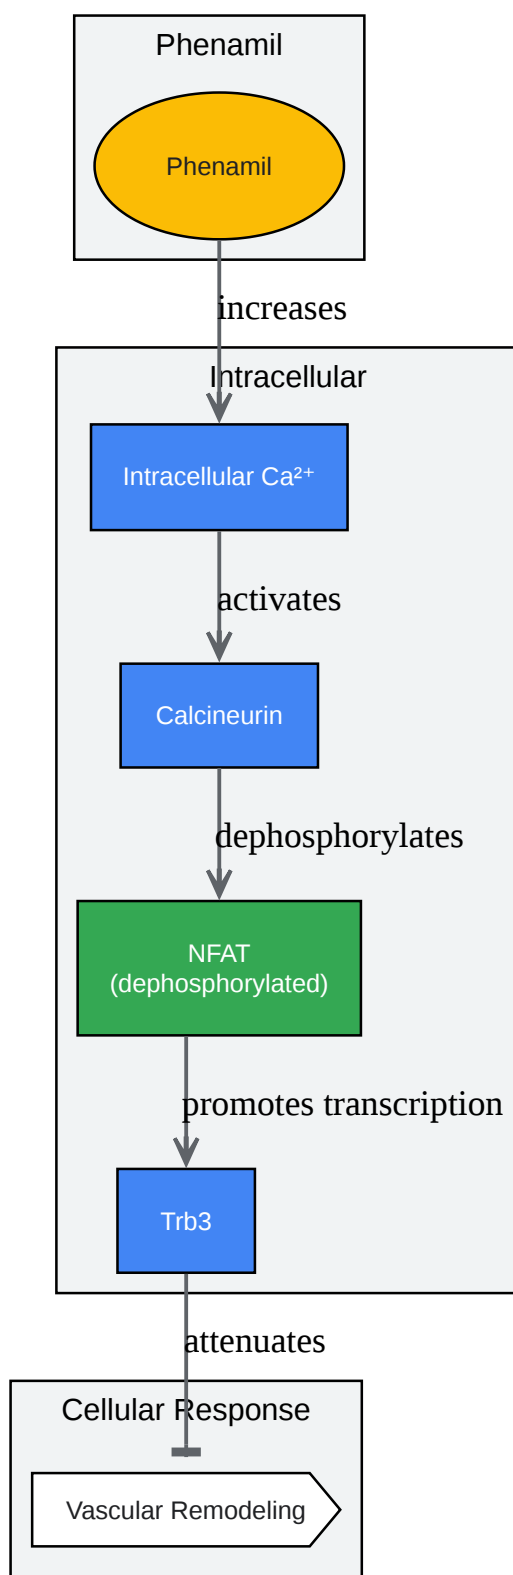 Phenamil
Phenamil
increases
Intracellular
Intracellular Ca²⁺
activates
Calcineurin
dephosphorylates
NFAT
(dephosphorylated)
promotes transcription
Trb3
attenuates
Cellular Response
Vascular Remodeling